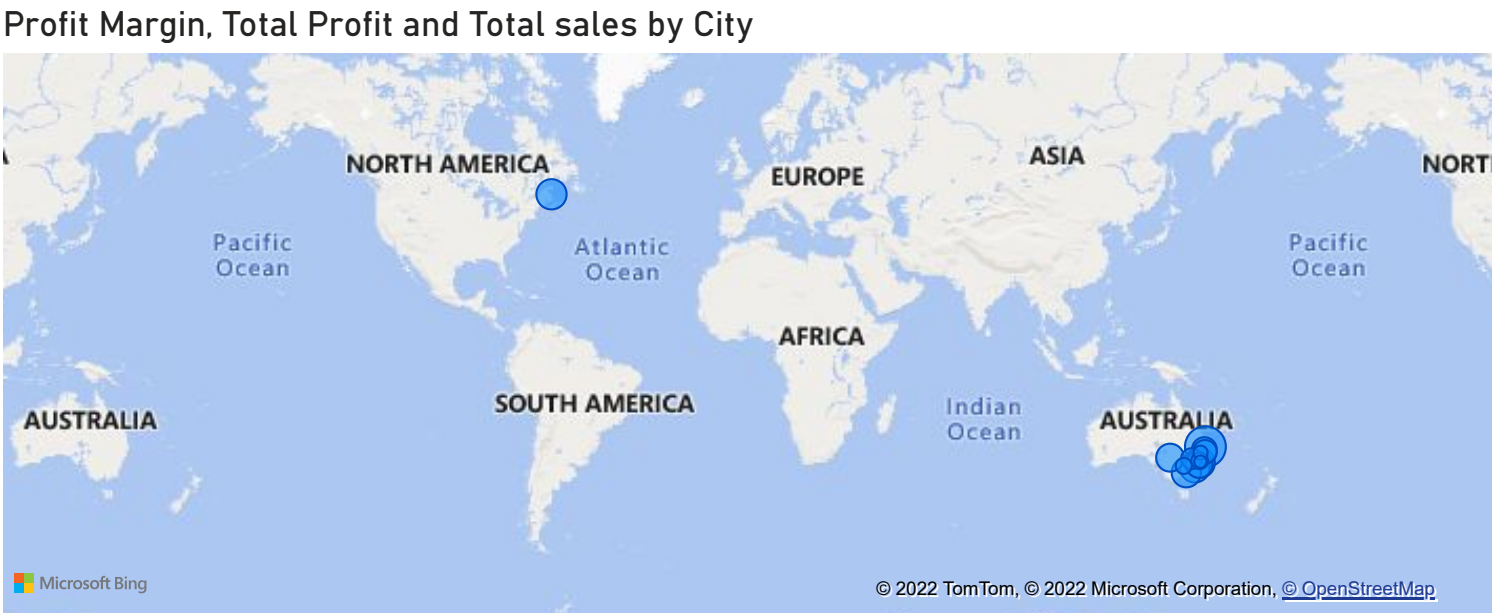 Profit Margin, Total Profit and Total sales by City
NORTH AMERICA
EUROPE
ASIA
NORT
Pacific
Ocean
Atlantic
Ocean
Pacific
Ocean
AFRICA
AUSTRALIA
SOUTH AMERICA
Indian
Ocean
AUSTRALIA
Microsoft Bing
© 2022 TomTom, © 2022 Microsoft Corporation, © OpenStreetMap